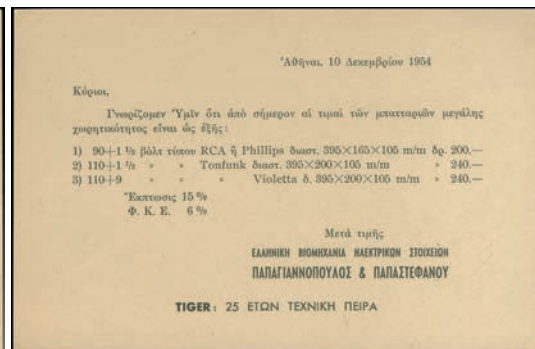 Ἀθῆναι, 10 Δεκεμβρίου 1954
Κύριοι,
Γνωρίζομεν Ὑμῖν ὅτι ἀπὸ σήμερον αἱ τιμαὶ τῶν μπατταριῶν μεγάλης
χωρητικότητος εἶναι ὡς ἑξῆς:
1) 90+1 ½ βὸλτ τύπου RCA ἢ Phillips διαστ. 395×165×105 m/m δρ. 200.—
2) 110+1 ½ » » Tonfunk διαστ. 395×200×105 m/m » 240.—
3) 110+9 » » Violetta δ. 395×200×105 m/m » 240.—
Ἔκπτωσις 15 %
Φ. Κ. Ε. 6 %
Μετὰ τιμῆς
ΕΛΛΗΝΙΚΗ ΒΙΟΜΗΧΑΝΙΑ ΗΛΕΚΤΡΙΚΩΝ ΣΤΟΙΧΕΙΩΝ
ΠΑΠΑΓΙΑΝΝΟΠΟΥΛΟΣ & ΠΑΠΑΣΤΕΦΑΝΟΥ
TIGER: 25 ΕΤΩΝ ΤΕΧΝΙΚΗ ΠΕΙΡΑ